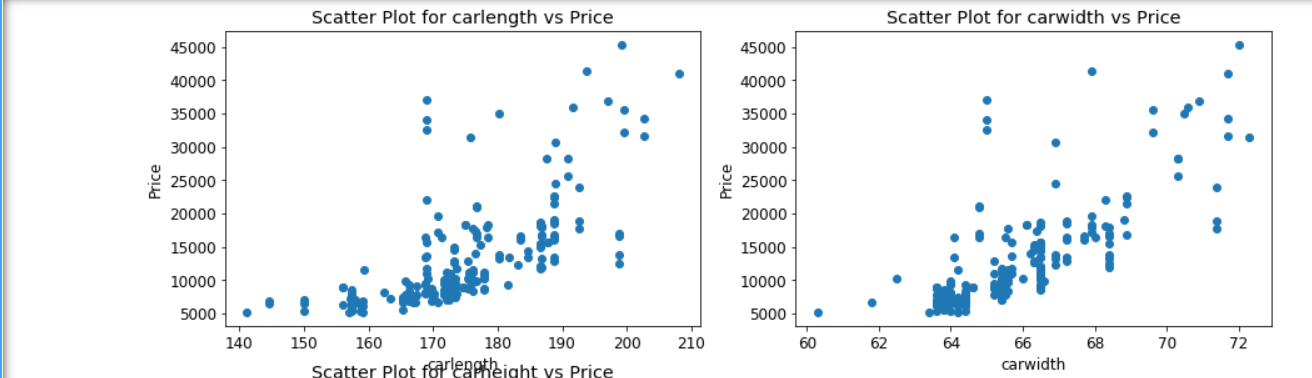 Scatter Plot for carlength vs Price
45000
40000
35000
30000
25000
20000
15000
10000
5000
Price
140 150 160 170 180 190 200 210
carlength
Scatter Plot for carwidth vs Price
45000
40000
35000
30000
25000
20000
15000
10000
5000
Price
60 62 64 66 68 70 72
carwidth
Scatter Plot for carheight vs Price